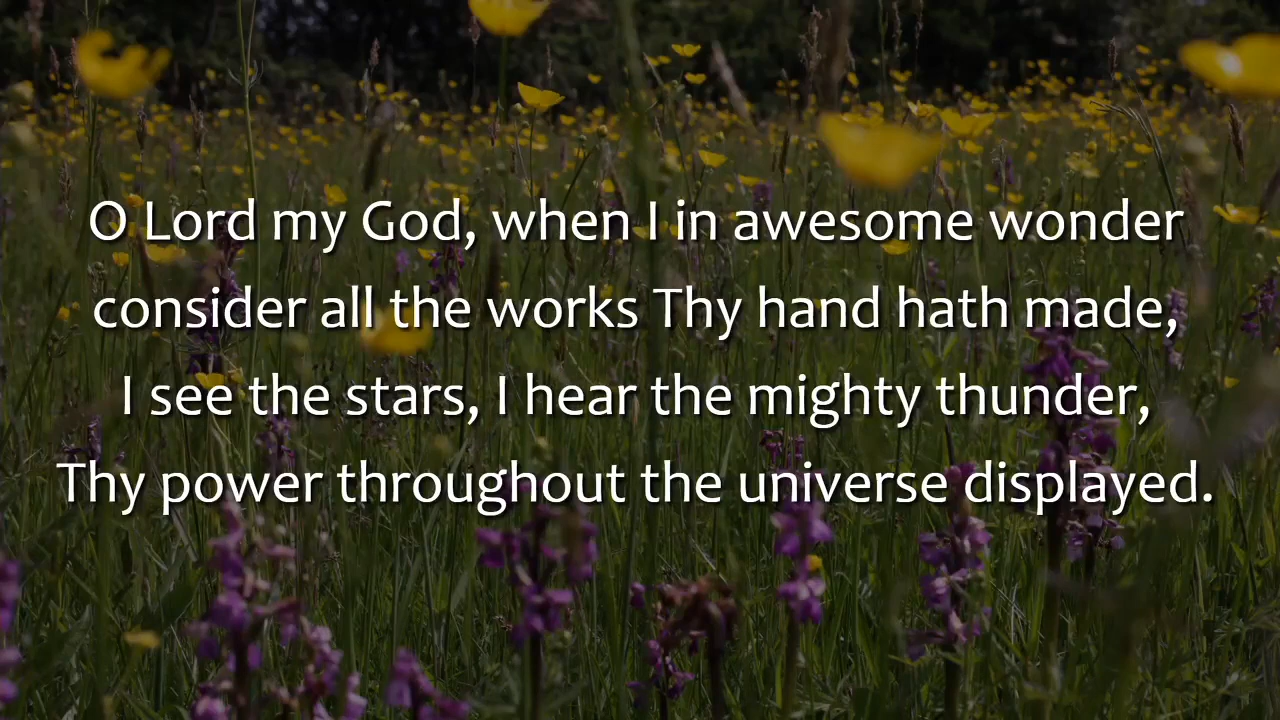 O Lord my God, when I in awesome wonder
consider all the works Thy hand hath made,
I see the stars, I hear the mighty thunder,
Thy power throughout the universe displayed.